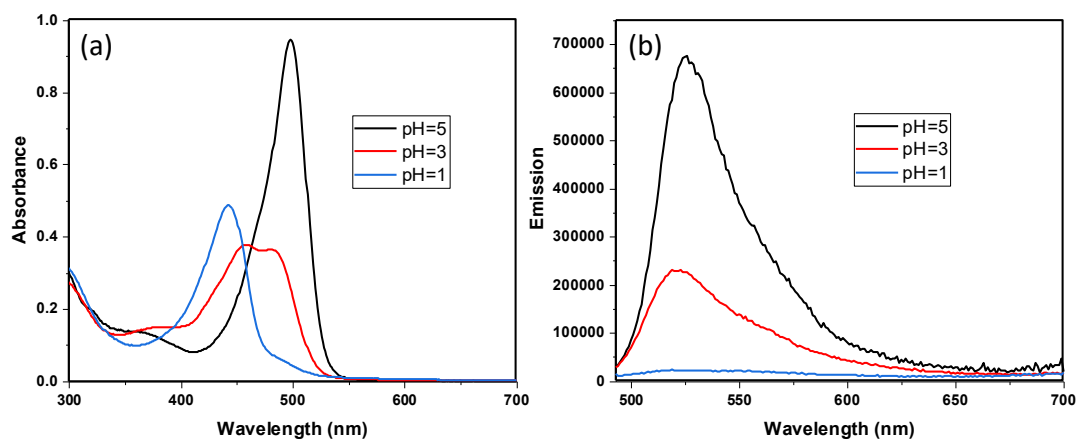 (a)
1.0
0.8
0.6
0.4
0.2
0.0
Absorbance
pH=5
pH=3
pH=1
300
400
500
600
700
Wavelength (nm)
(b)
700000
600000
500000
400000
300000
200000
100000
0
Emission
pH=5
pH=3
pH=1
500
550
600
650
700
Wavelength (nm)